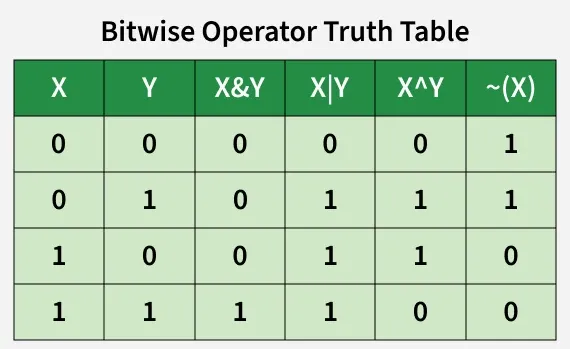 Bitwise Operator Truth Table
X Y X&Y X|Y X^Y ~(X)
0 0 0 0 0 1
0 1 0 1 1 1
1 0 0 1 1 0
1 1 1 1 0 0